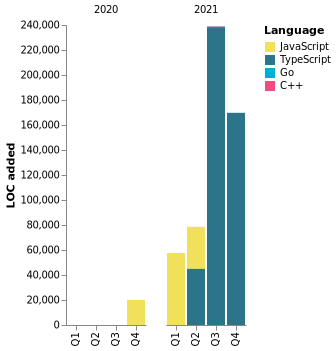 2020
2021
Language
JavaScript
TypeScript
Go
C++
LOC added
240,000
220,000
200,000
180,000
160,000
140,000
120,000
100,000
80,000
60,000
40,000
20,000
0
Q1
Q2
Q3
Q4
Q1
Q2
Q3
Q4